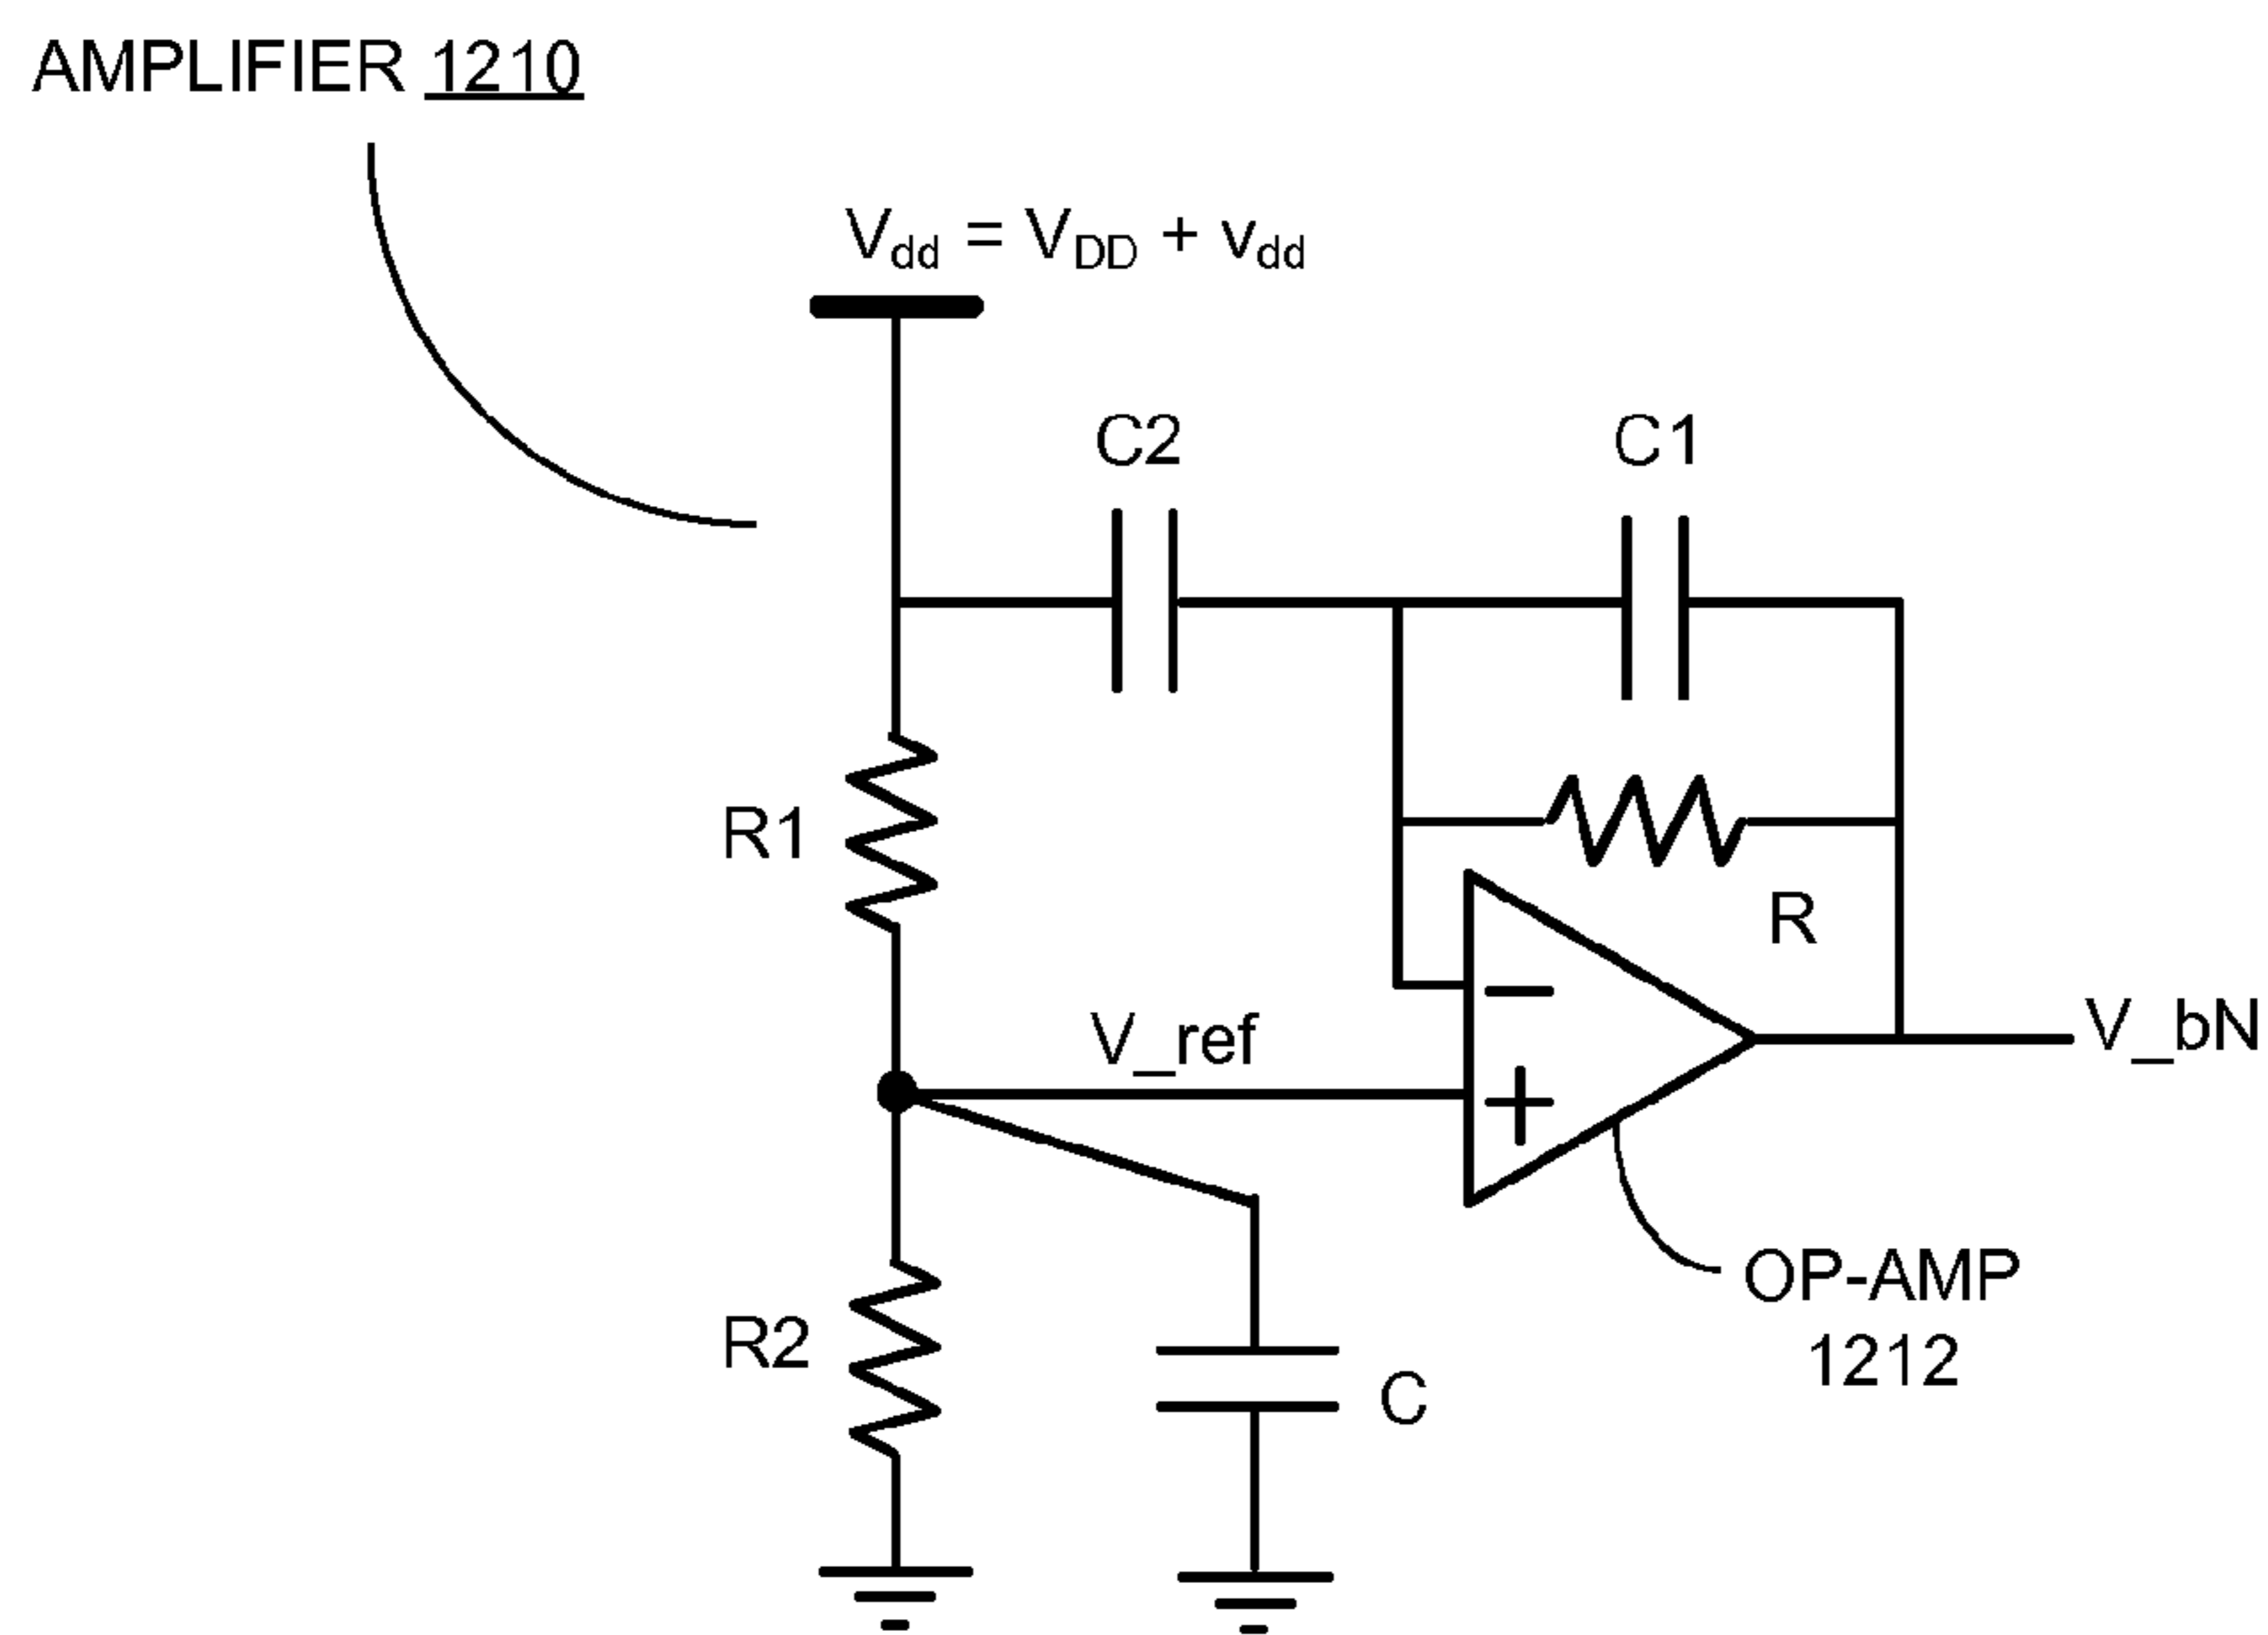 AMPLIFIER 1210
Vdd = VDD + vdd
C2
C1
R1
R
V_ref
V_bN
−
+
R2
C
OP-AMP
1212